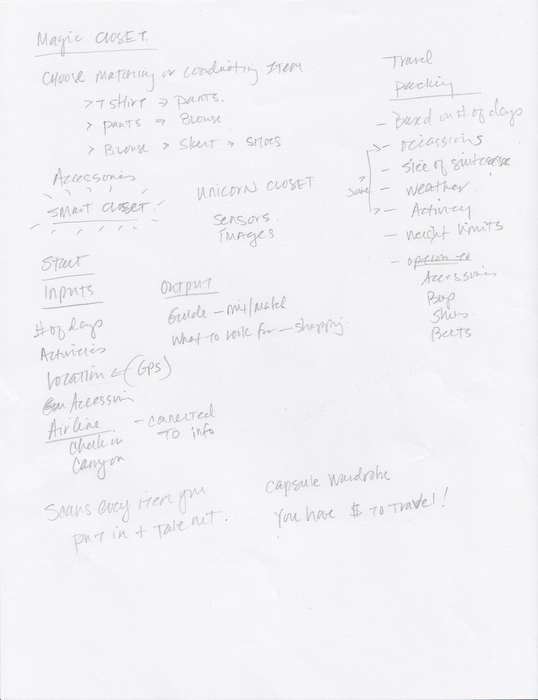 Magic CLOSET.
CHOOSE Matching or coordinating ITEM
> T Shirt → pants.
> pants → Blouse
> Blouse > Skirt → SHOES
Accessories
SMART CLOSET
UNICORN CLOSET
SENSORS
IMAGES
Travel
packing
- Based on # of days
- occassions
- Size of suitcase
- weather
same
- Activity
- weight limits
- option to
Accessories
Bags
Shoes
Belts
Start
INPUTS
# of days
Activities
Location ← (GPS)
Accessories
Airline - connected
Check in TO info
Carry on
OUTPUT
Guide - mix/match
What to look for - shopping
Scans every item you
put in + take out.
Capsule Wardrobe
You have $ TO Travel!